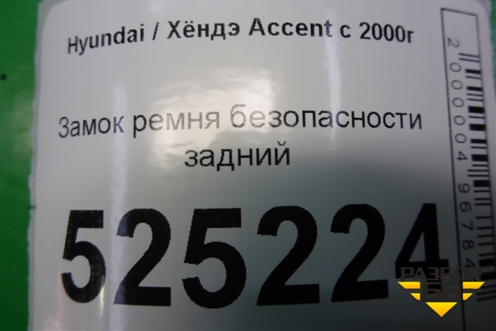 Hyundai / Хёндэ Accent с 2000г
Замок ремня безопасности
задний
525224